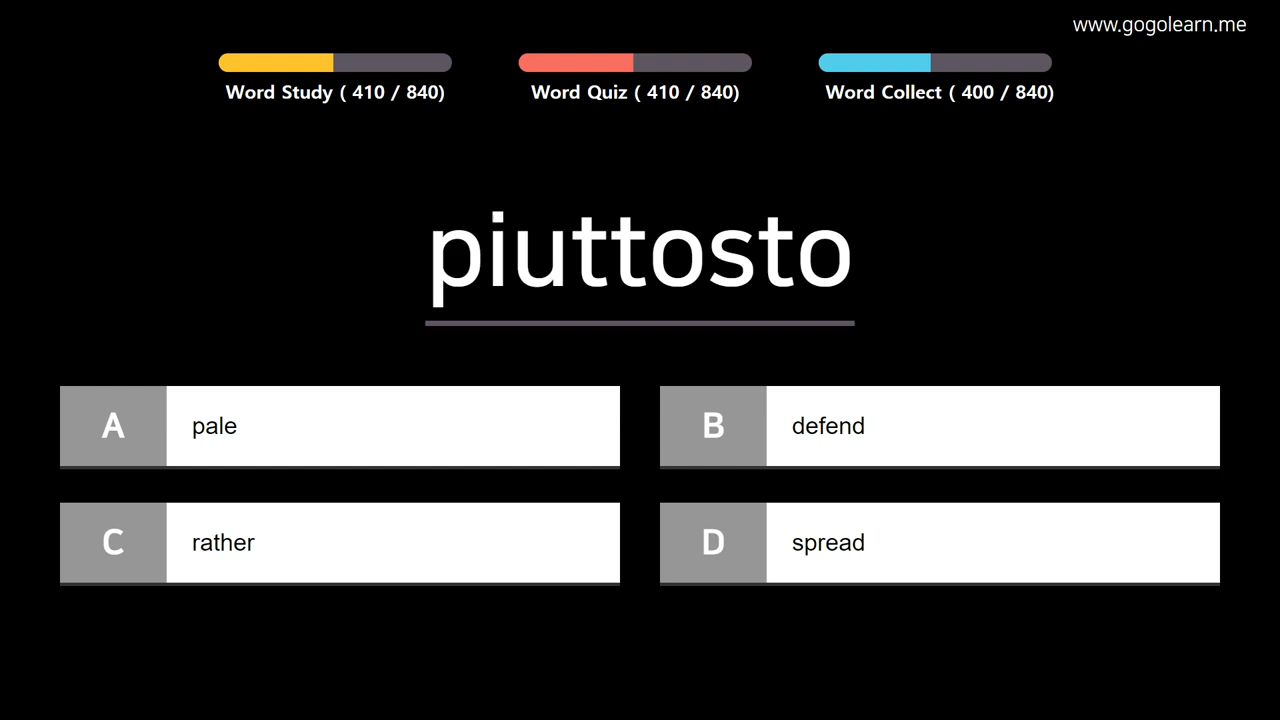 www.gogolearn.me
Word Study ( 410 / 840)
Word Quiz ( 410 / 840)
Word Collect ( 400 / 840)
piuttosto
A pale
B defend
C rather
D spread